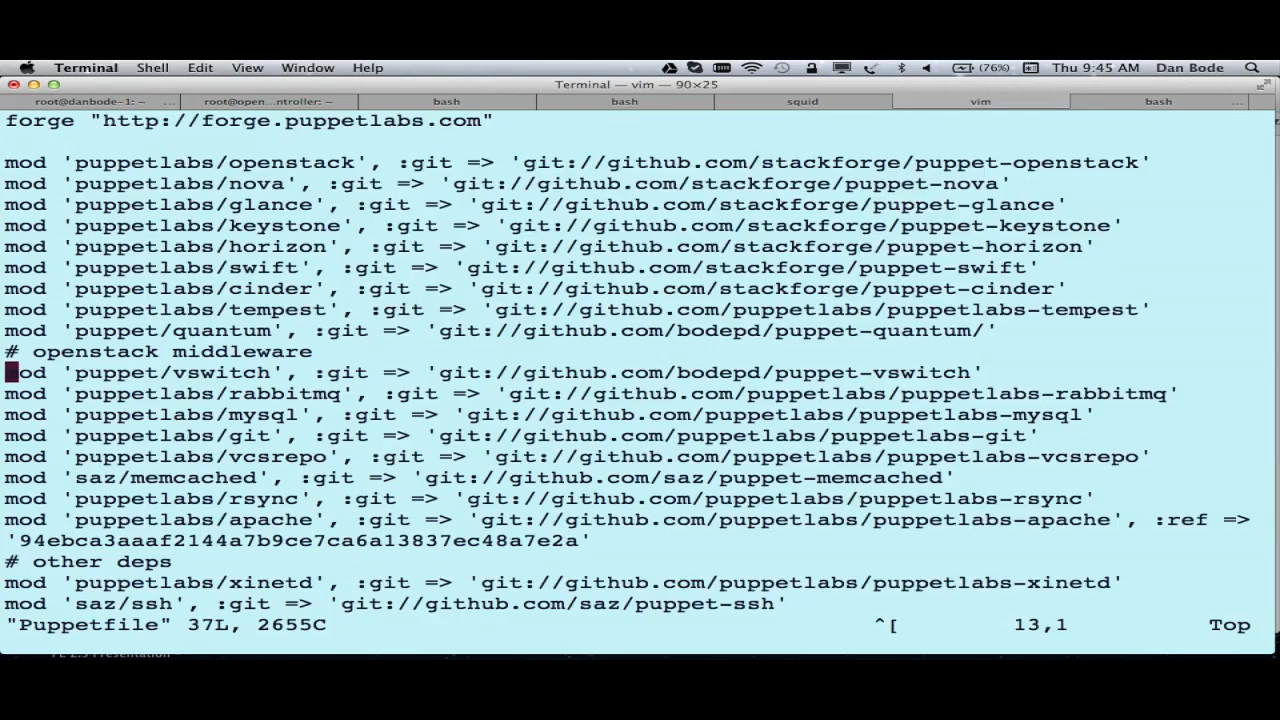 Terminal Shell Edit View Window Help (76%) Thu 9:45 AM Dan Bode
Terminal — vim — 90×25
root@danbode-1: ~ ... root@open...ntroller: ~ bash bash squid vim bash ...
forge "http://forge.puppetlabs.com"
mod 'puppetlabs/openstack', :git => 'git://github.com/stackforge/puppet-openstack'
mod 'puppetlabs/nova', :git => 'git://github.com/stackforge/puppet-nova'
mod 'puppetlabs/glance', :git => 'git://github.com/stackforge/puppet-glance'
mod 'puppetlabs/keystone', :git => 'git://github.com/stackforge/puppet-keystone'
mod 'puppetlabs/horizon', :git => 'git://github.com/stackforge/puppet-horizon'
mod 'puppetlabs/swift', :git => 'git://github.com/stackforge/puppet-swift'
mod 'puppetlabs/cinder', :git => 'git://github.com/stackforge/puppet-cinder'
mod 'puppetlabs/tempest', :git => 'git://github.com/puppetlabs/puppetlabs-tempest'
mod 'puppet/quantum', :git => 'git://github.com/bodepd/puppet-quantum/'
# openstack middleware
mod 'puppet/vswitch', :git => 'git://github.com/bodepd/puppet-vswitch'
mod 'puppetlabs/rabbitmq', :git => 'git://github.com/puppetlabs/puppetlabs-rabbitmq'
mod 'puppetlabs/mysql', :git => 'git://github.com/puppetlabs/puppetlabs-mysql'
mod 'puppetlabs/git', :git => 'git://github.com/puppetlabs/puppetlabs-git'
mod 'puppetlabs/vcsrepo', :git => 'git://github.com/puppetlabs/puppetlabs-vcsrepo'
mod 'saz/memcached', :git => 'git://github.com/saz/puppet-memcached'
mod 'puppetlabs/rsync', :git => 'git://github.com/puppetlabs/puppetlabs-rsync'
mod 'puppetlabs/apache', :git => 'git://github.com/puppetlabs/puppetlabs-apache', :ref =>
'94ebca3aaaf2144a7b9ce7ca6a13837ec48a7e2a'
# other deps
mod 'puppetlabs/xinetd', :git => 'git://github.com/puppetlabs/puppetlabs-xinetd'
mod 'saz/ssh', :git => 'git://github.com/saz/puppet-ssh'
"Puppetfile" 37L, 2655C ^[ 13,1 Top